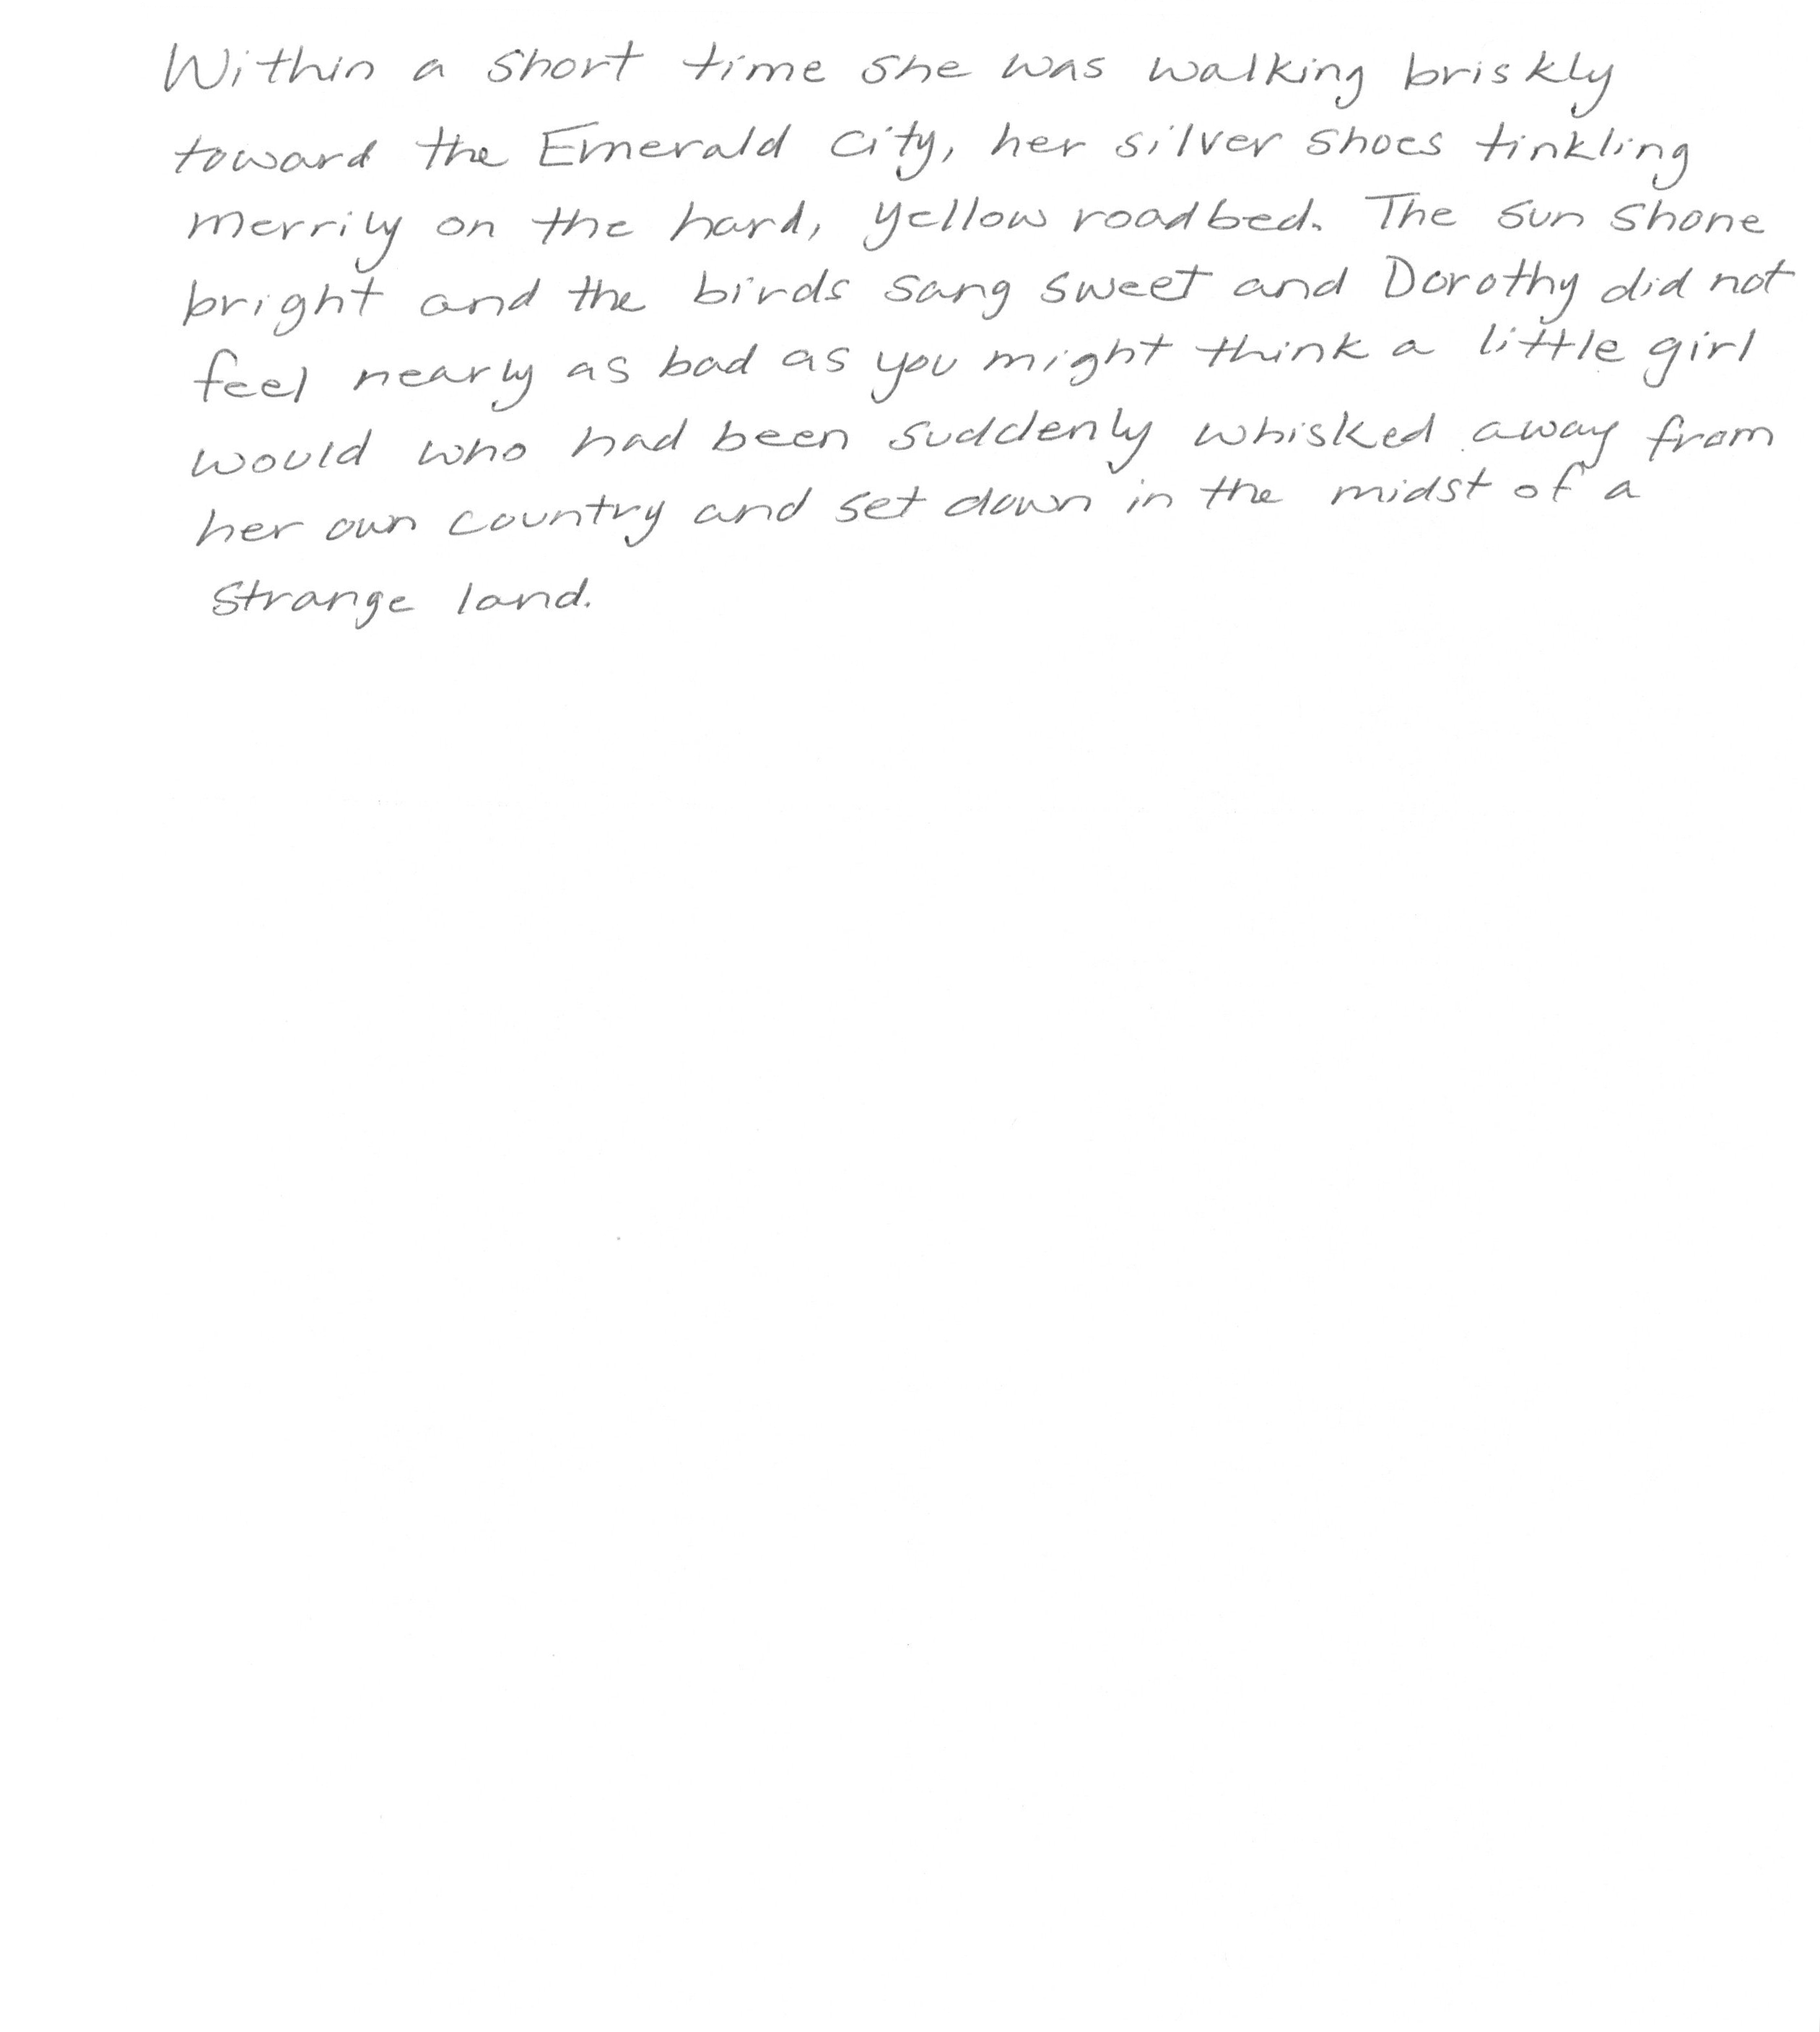 Within a short time she was walking briskly
toward the Emerald City, her silver shoes tinkling
merrily on the hard, yellow roadbed. The sun shone
bright and the birds sang sweet and Dorothy did not
feel nearly as bad as you might think a little girl
would who had been suddenly whisked away from
her own country and set down in the midst of a
strange land.